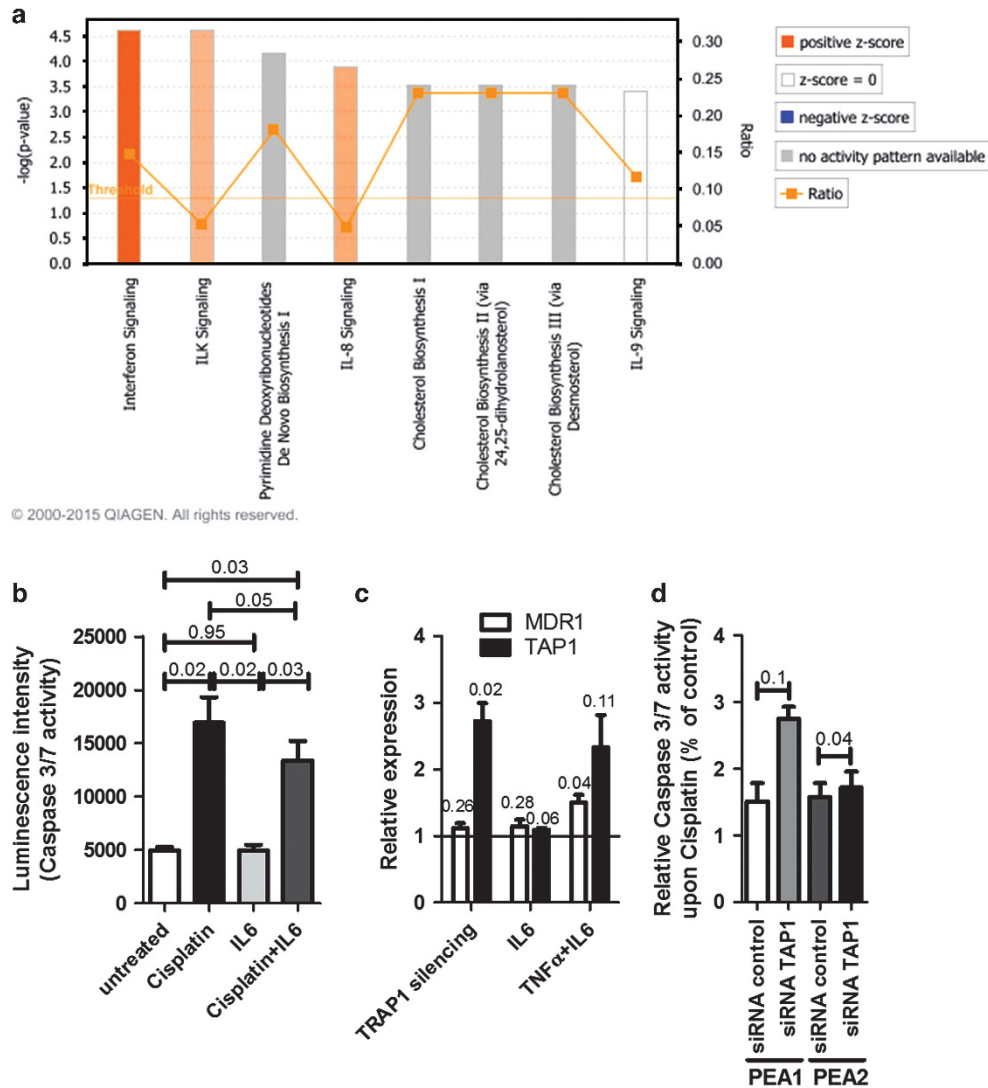 a
4.5
4.0
3.5
3.0
2.5
2.0
1.5
1.0
0.5
0.0
-log(p-value)
Threshold
0.30
0.25
0.20
0.15
0.10
0.05
0.00
Ratio
positive z-score
z-score = 0
negative z-score
no activity pattern available
Ratio
Interferon Signaling
ILK Signaling
Pyrimidine Deoxyribonucleotides
De Novo Biosynthesis I
IL-8 Signaling
Cholesterol Biosynthesis I
Cholesterol Biosynthesis II (via
24,25-dihydrolanosterol)
Cholesterol Biosynthesis III (via
Desmosterol)
IL-9 Signaling
© 2000-2015 QIAGEN. All rights reserved.
b
0.03
0.05
0.95
0.02 0.02 0.03
25000
20000
15000
10000
5000
0
Luminescence intensity
(Caspase 3/7 activity)
untreated
Cisplatin
IL6
Cisplatin+IL6
c
MDR1
TAP1
4
3
2
1
0
Relative expression
0.26
0.02
0.28
0.06
0.04
0.11
TRAP1 silencing
IL6
TNFα+IL6
d
4
3
2
1
0
Relative Caspase 3/7 activity
upon Cisplatin (% of control)
0.1
0.04
siRNA control
siRNA TAP1
siRNA control
siRNA TAP1
PEA1 PEA2